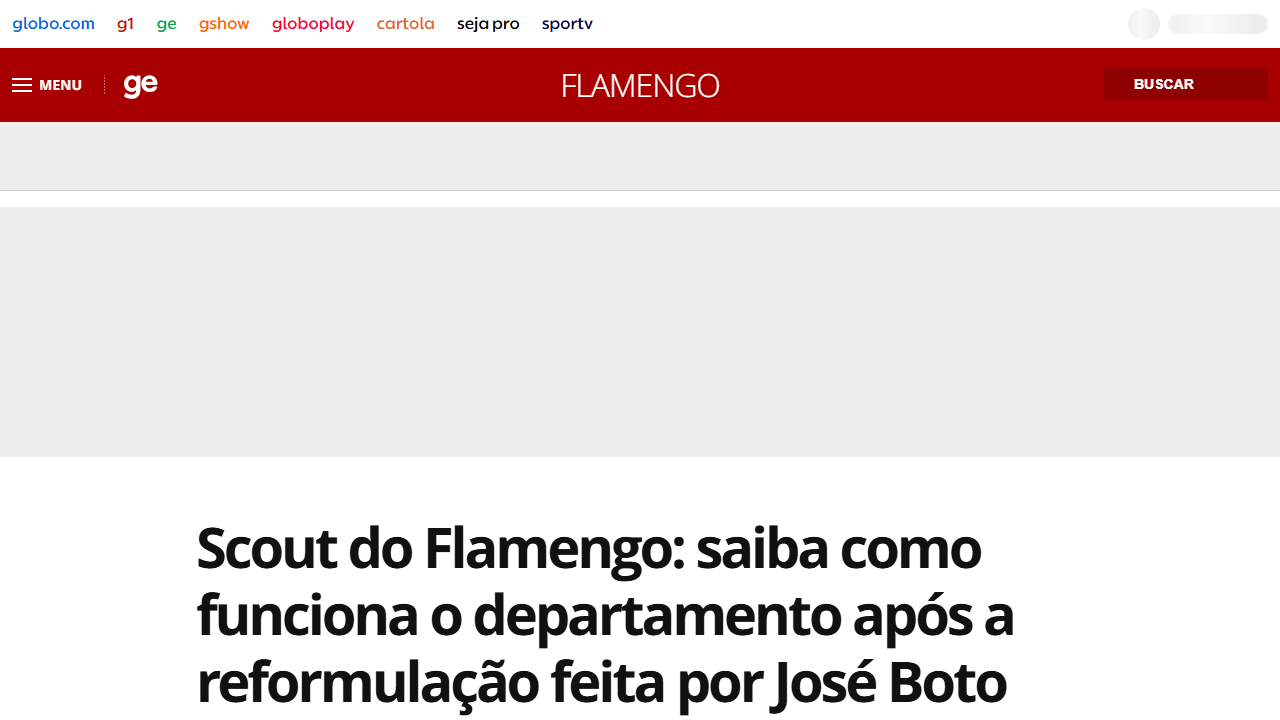 globo.com g1 ge gshow globoplay cartola seja pro sportv
MENU ge FLAMENGO BUSCAR
Scout do Flamengo: saiba como
funciona o departamento após a
reformulação feita por José Boto